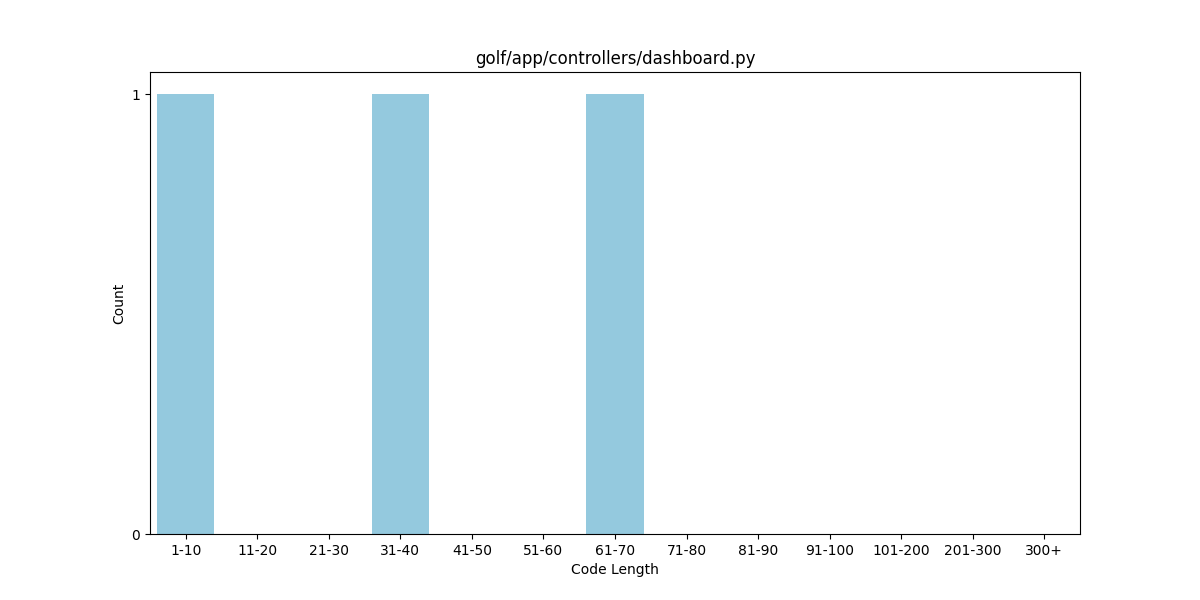 golf/app/controllers/dashboard.py
1
Count
0
1-10 11-20 21-30 31-40 41-50 51-60 61-70 71-80 81-90 91-100 101-200 201-300 300+
Code Length